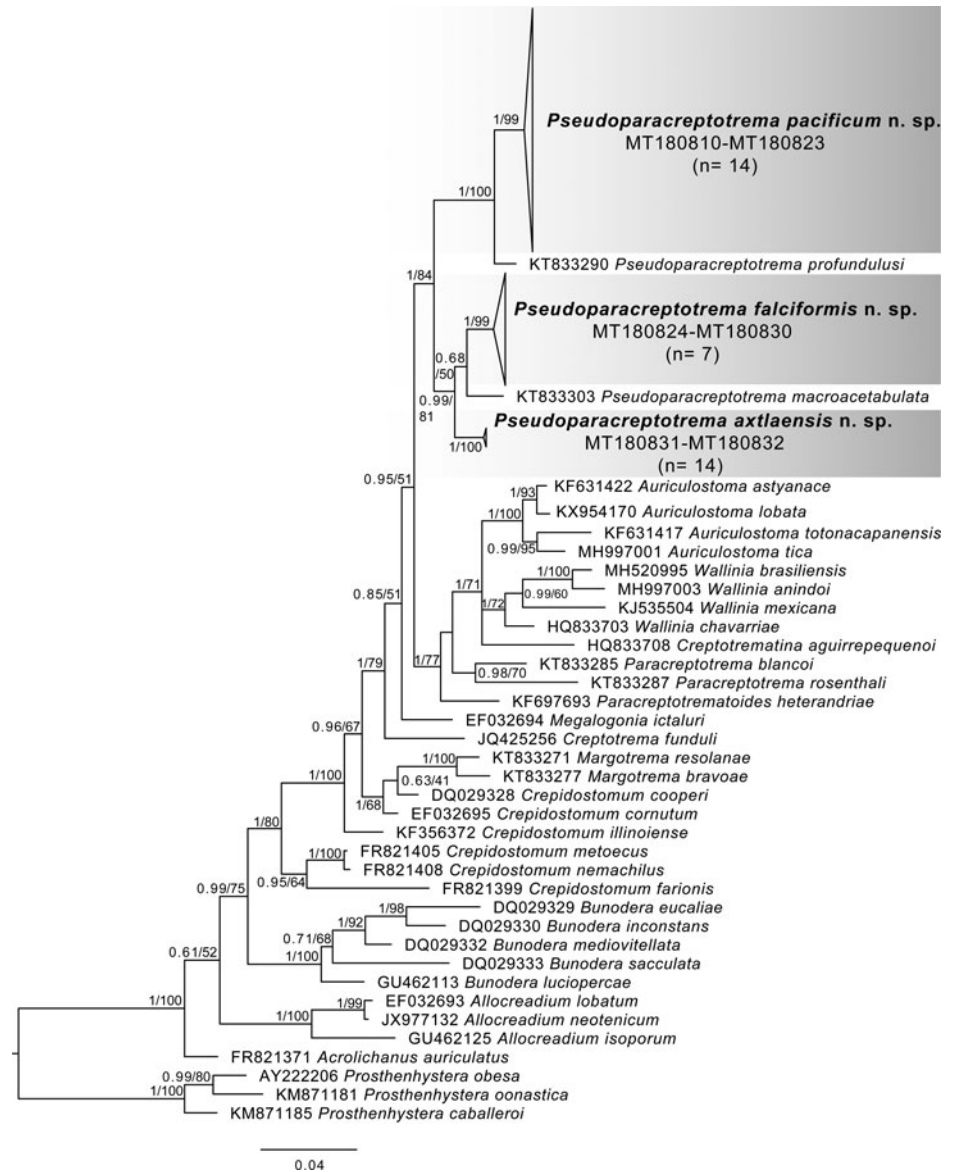 1/99
Pseudoparacreptotrema pacificum n. sp.
MT180810-MT180823
(n= 14)
1/100
KT833290 Pseudoparacreptotrema profundulusi
1/84
Pseudoparacreptotrema falciformis n. sp.
1/99
MT180824-MT180830
0.68
/50
(n= 7)
KT833303 Pseudoparacreptotrema macroacetabulata
0.99/
81
Pseudoparacreptotrema axtlaensis n. sp.
1/100
MT180831-MT180832
(n= 14)
0.95/51
1/93
KF631422 Auriculostoma astyanace
1/100
KX954170 Auriculostoma lobata
KF631417 Auriculostoma totonacapanensis
0.99/95
MH997001 Auriculostoma tica
1/100
MH520995 Wallinia brasiliensis
1/71
0.99/60
MH997003 Wallinia anindoi
0.85/51
1/72
KJ535504 Wallinia mexicana
HQ833703 Wallinia chavarriae
HQ833708 Creptotrematina aguirrepequenoi
1/79
1/77
KT833285 Paracreptotrema blancoi
0.98/70
KT833287 Paracreptotrema rosenthali
KF697693 Paracreptotrematoides heterandriae
EF032694 Megalogonia ictaluri
0.96/67
JQ425256 Creptotrema funduli
1/100
KT833271 Margotrema resolanae
1/100
0.63/41
KT833277 Margotrema bravoae
DQ029328 Crepidostomum cooperi
1/68
EF032695 Crepidostomum cornutum
1/80
KF356372 Crepidostomum illinoiense
1/100
FR821405 Crepidostomum metoecus
FR821408 Crepidostomum nemachilus
0.99/75
0.95/64
FR821399 Crepidostomum farionis
1/98
DQ029329 Bunodera eucaliae
1/92
DQ029330 Bunodera inconstans
0.71/68
DQ029332 Bunodera mediovitellata
0.61/52
1/100
DQ029333 Bunodera sacculata
GU462113 Bunodera luciopercae
1/100
1/99
EF032693 Allocreadium lobatum
1/100
JX977132 Allocreadium neotenicum
GU462125 Allocreadium isoporum
FR821371 Acrolichanus auriculatus
0.99/80
AY222206 Prosthenhystera obesa
1/100
KM871181 Prosthenhystera oonastica
KM871185 Prosthenhystera caballeroi
0.04